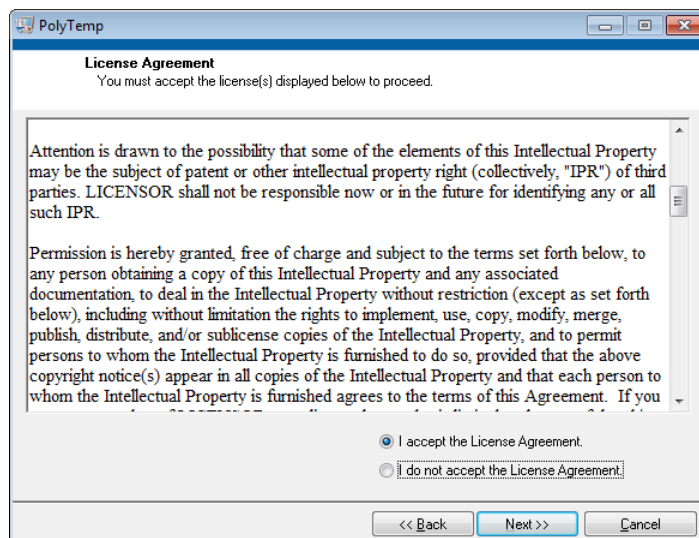 PolyTemp
License Agreement
You must accept the license(s) displayed below to proceed.
Attention is drawn to the possibility that some of the elements of this Intellectual Property
may be the subject of patent or other intellectual property right (collectively, "IPR") of third
parties. LICENSOR shall not be responsible now or in the future for identifying any or all
such IPR.
Permission is hereby granted, free of charge and subject to the terms set forth below, to
any person obtaining a copy of this Intellectual Property and any associated
documentation, to deal in the Intellectual Property without restriction (except as set forth
below), including without limitation the rights to implement, use, copy, modify, merge,
publish, distribute, and/or sublicense copies of the Intellectual Property, and to permit
persons to whom the Intellectual Property is furnished to do so, provided that the above
copyright notice(s) appear in all copies of the Intellectual Property and that each person to
whom the Intellectual Property is furnished agrees to the terms of this Agreement.  If you
I accept the License Agreement.
I do not accept the License Agreement.
<< Back
Next >>
Cancel